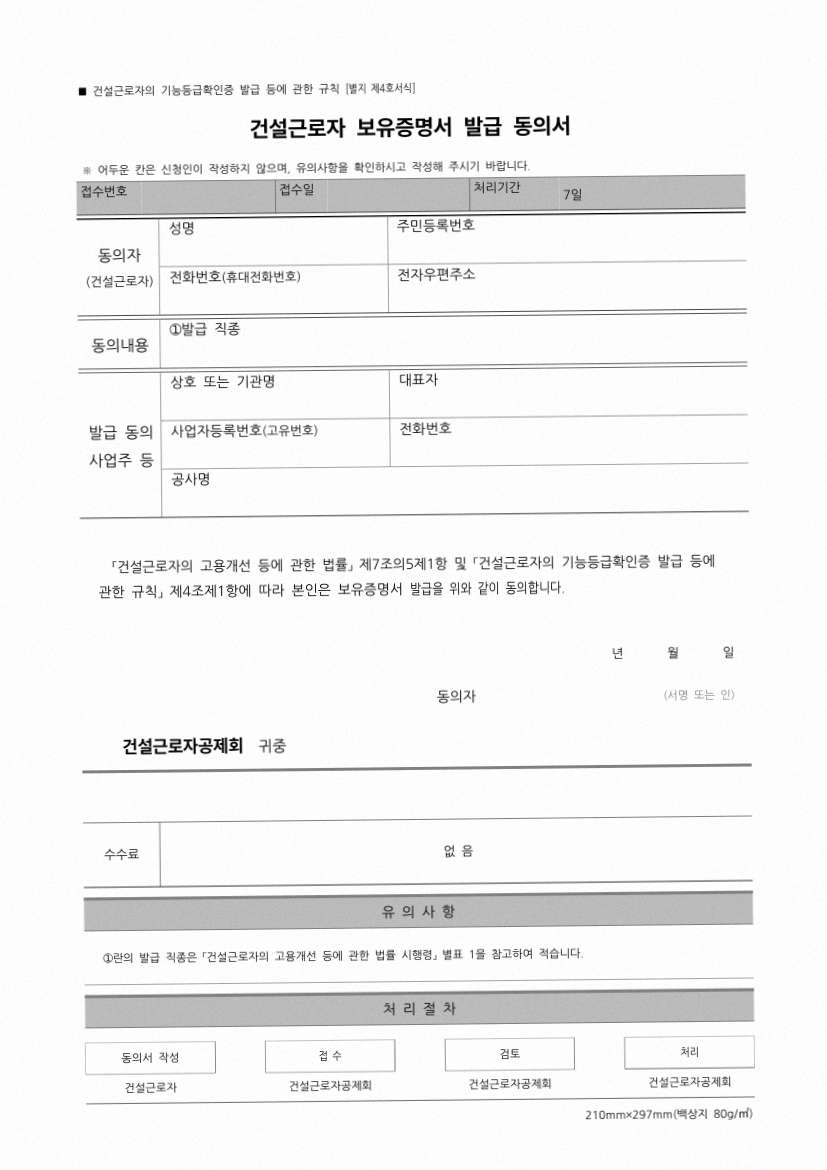 ■ 건설근로자의 기능등급확인증 발급 등에 관한 규칙 [별지 제4호서식]
건설근로자 보유증명서 발급 동의서
※ 어두운 칸은 신청인이 작성하지 않으며, 유의사항을 확인하시고 작성해 주시기 바랍니다.
접수번호 접수일 처리기간 7일
동의자
(건설근로자)
성명 주민등록번호
전화번호(휴대전화번호) 전자우편주소
동의내용 ①발급 직종
발급 동의
사업주 등
상호 또는 기관명 대표자
사업자등록번호(고유번호) 전화번호
공사명
「건설근로자의 고용개선 등에 관한 법률」 제7조의5제1항 및 「건설근로자의 기능등급확인증 발급 등에
관한 규칙」 제4조제1항에 따라 본인은 보유증명서 발급을 위와 같이 동의합니다.
년 월 일
동의자 (서명 또는 인)
건설근로자공제회 귀중
수수료 없 음
유 의 사 항
①란의 발급 직종은 「건설근로자의 고용개선 등에 관한 법률 시행령」 별표 1을 참고하여 적습니다.
처 리 절 차
동의서 작성 접 수 검토 처리
건설근로자 건설근로자공제회 건설근로자공제회 건설근로자공제회
210mm×297mm(백상지 80g/㎡)